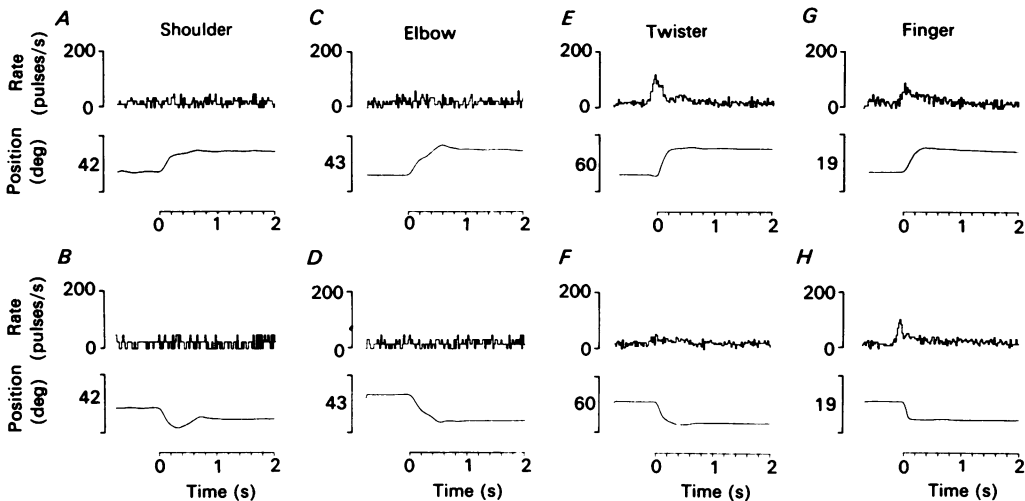 A Shoulder C Elbow E Twister G Finger
Rate (pulses/s) 200 0 200 0 200 0 200 0
Position (deg) 42 43 60 19
0 1 2 0 1 2 0 1 2 0 1 2
B D F H
Rate (pulses/s) 200 0 200 0 200 0 200 0
Position (deg) 42 43 60 19
0 1 2 0 1 2 0 1 2 0 1 2
Time (s) Time (s) Time (s) Time (s)